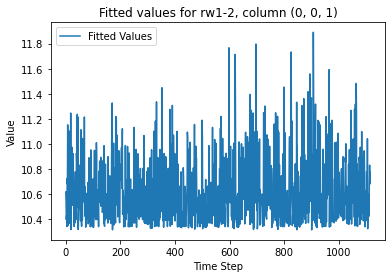 Fitted values for rw1-2, column (0, 0, 1)
Fitted Values
Value
11.8
11.6
11.4
11.2
11.0
10.8
10.6
10.4
0 200 400 600 800 1000
Time Step